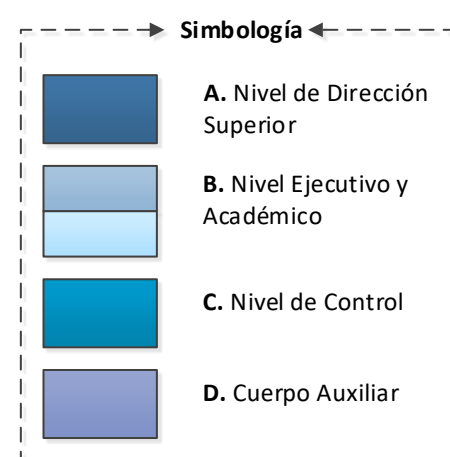 Simbología
A. Nivel de Dirección
Superior
B. Nivel Ejecutivo y
Académico
C. Nivel de Control
D. Cuerpo Auxiliar